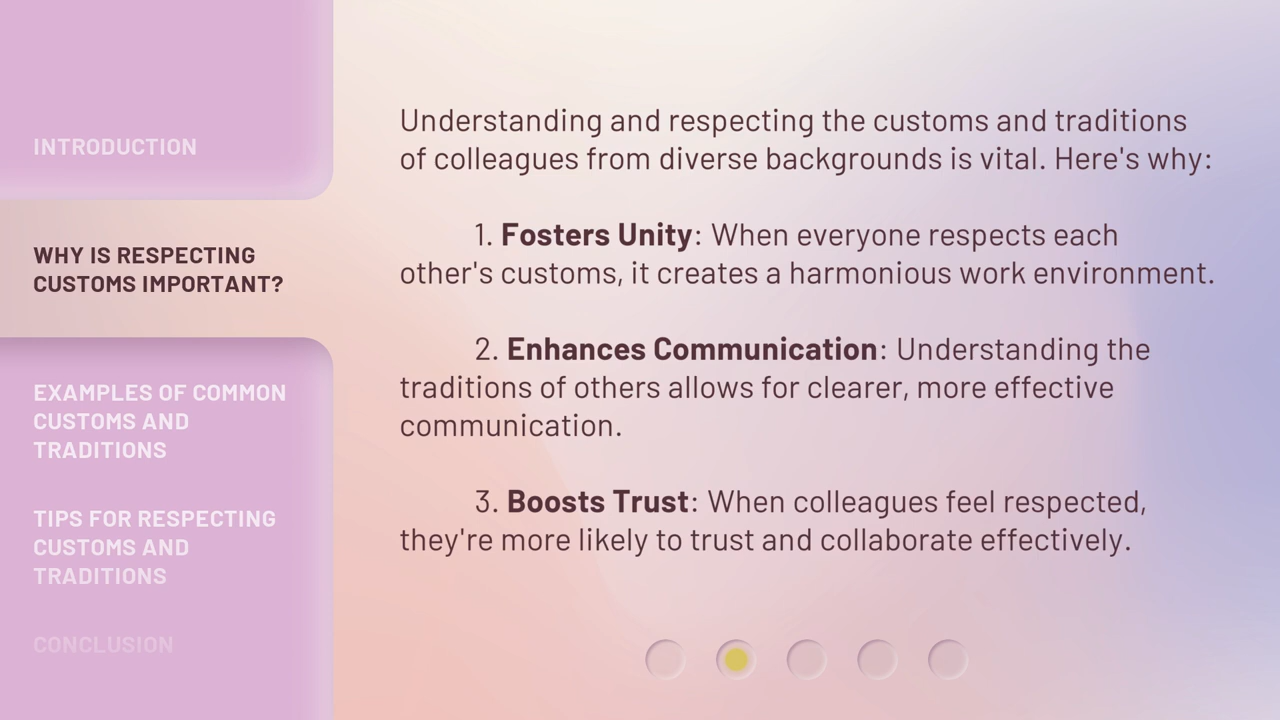 INTRODUCTION
WHY IS RESPECTING
CUSTOMS IMPORTANT?
EXAMPLES OF COMMON
CUSTOMS AND
TRADITIONS
TIPS FOR RESPECTING
CUSTOMS AND
TRADITIONS
CONCLUSION
Understanding and respecting the customs and traditions
of colleagues from diverse backgrounds is vital. Here's why:
1. Fosters Unity: When everyone respects each
other's customs, it creates a harmonious work environment.
2. Enhances Communication: Understanding the
traditions of others allows for clearer, more effective
communication.
3. Boosts Trust: When colleagues feel respected,
they're more likely to trust and collaborate effectively.